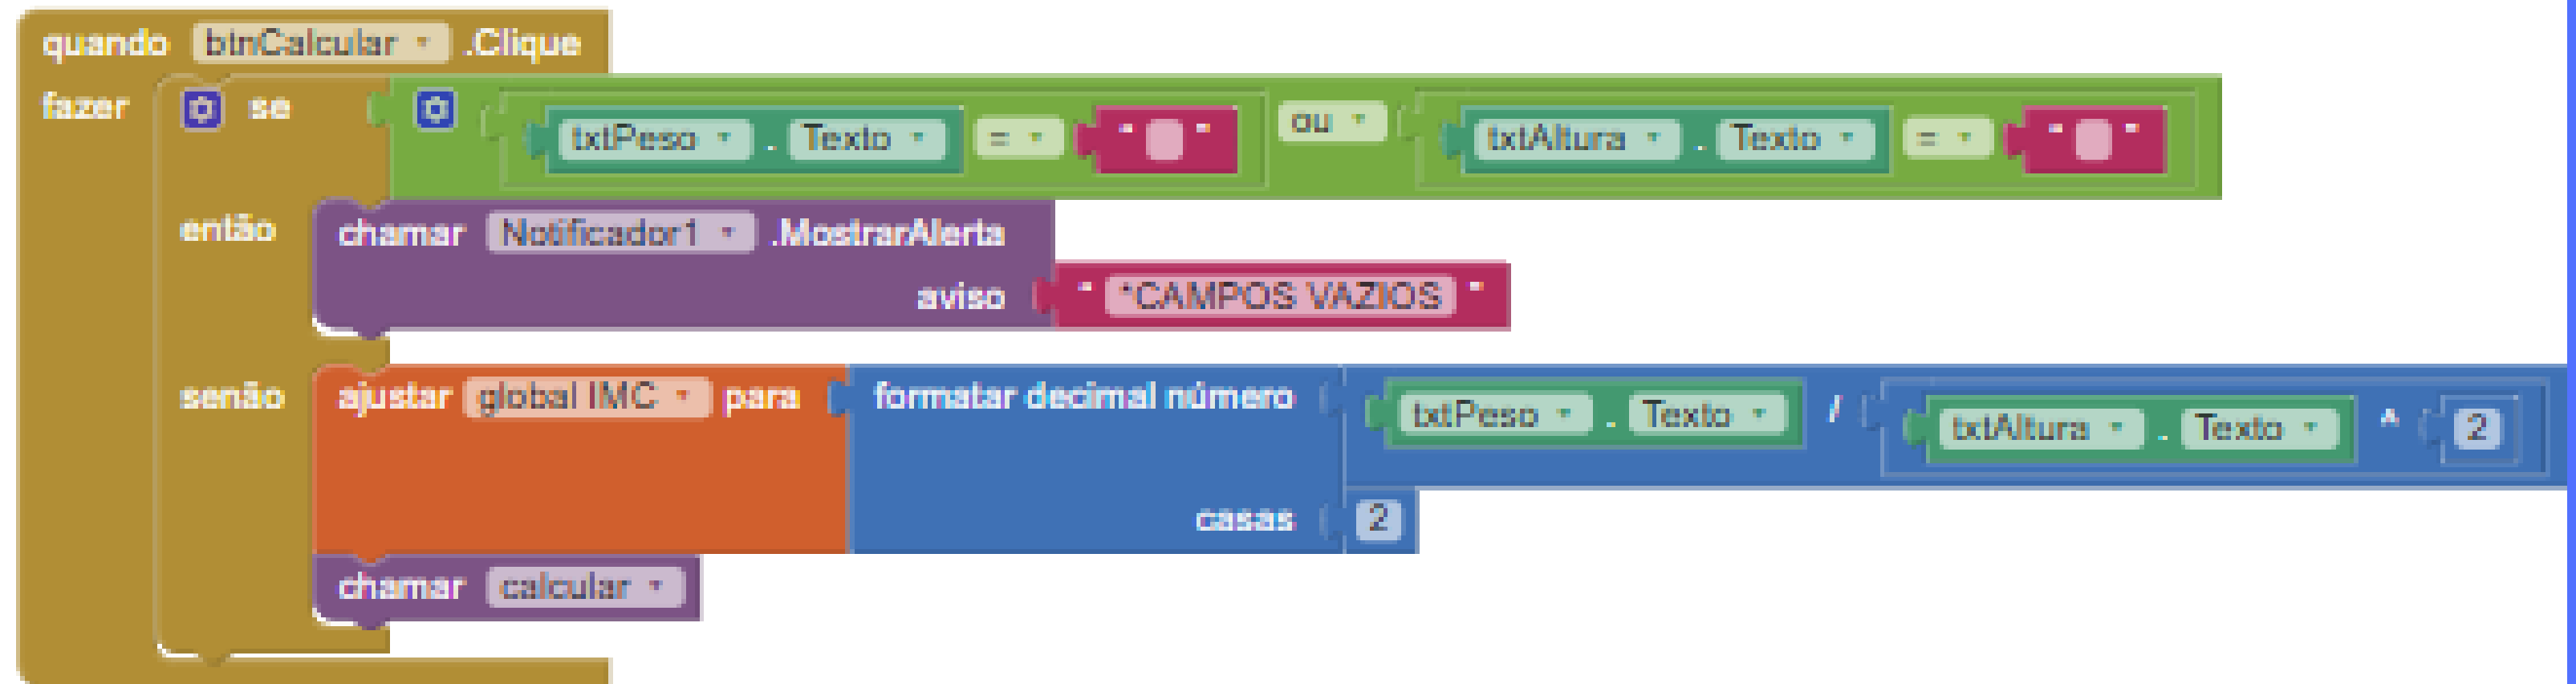 quando btnCalcular .Clique
fazer se txtPeso . Texto = " " ou txtAltura . Texto = " "
então chamar Notificador1 .MostrarAlerta
aviso " *CAMPOS VAZIOS "
senão ajustar global IMC para formatar decimal número txtPeso . Texto / txtAltura . Texto ^ 2
casas 2
chamar calcular